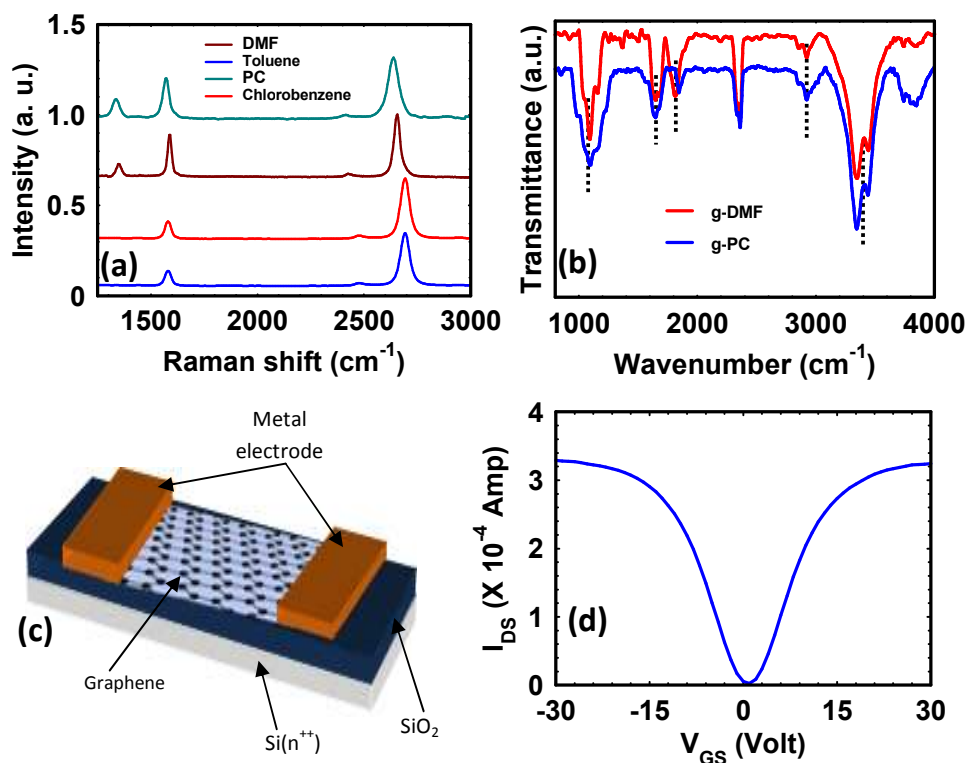 1.5
1.0
0.5
0
Intensity (a. u.)
DMF
Toluene
PC
Chlorobenzene
(a)
1500 2000 2500 3000
Raman shift (cm⁻¹)
Transmittance (a.u.)
g-DMF
g-PC
(b)
1000 2000 3000 4000
Wavenumber (cm⁻¹)
Metal
electrode
(c)
Graphene
Si(n⁺⁺)
SiO₂
4
3
2
1
0
I_DS (X 10⁻⁴ Amp)
(d)
-30 -15 0 15 30
V_GS (Volt)